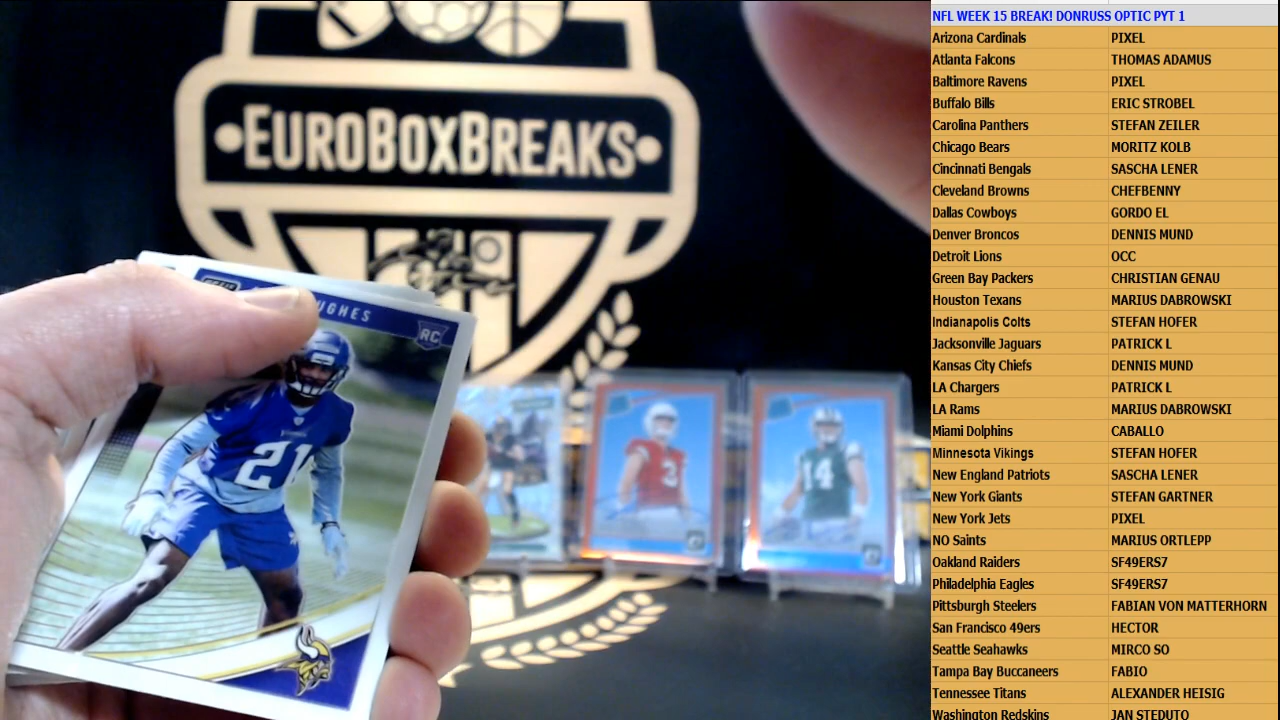 EUROBOXBREAKS
UGHES
RC
21
3
14
NFL WEEK 15 BREAK! DONRUSS OPTIC PYT 1
Arizona Cardinals PIXEL
Atlanta Falcons THOMAS ADAMUS
Baltimore Ravens PIXEL
Buffalo Bills ERIC STROBEL
Carolina Panthers STEFAN ZEILER
Chicago Bears MORITZ KOLB
Cincinnati Bengals SASCHA LENER
Cleveland Browns CHEFBENNY
Dallas Cowboys GORDO EL
Denver Broncos DENNIS MUND
Detroit Lions OCC
Green Bay Packers CHRISTIAN GENAU
Houston Texans MARIUS DABROWSKI
Indianapolis Colts STEFAN HOFER
Jacksonville Jaguars PATRICK L
Kansas City Chiefs DENNIS MUND
LA Chargers PATRICK L
LA Rams MARIUS DABROWSKI
Miami Dolphins CABALLO
Minnesota Vikings STEFAN HOFER
New England Patriots SASCHA LENER
New York Giants STEFAN GARTNER
New York Jets PIXEL
NO Saints MARIUS ORTLEPP
Oakland Raiders SF49ERS7
Philadelphia Eagles SF49ERS7
Pittsburgh Steelers FABIAN VON MATTERHORN
San Francisco 49ers HECTOR
Seattle Seahawks MIRCO SO
Tampa Bay Buccaneers FABIO
Tennessee Titans ALEXANDER HEISIG
Washington Redskins JAN STEDUTO